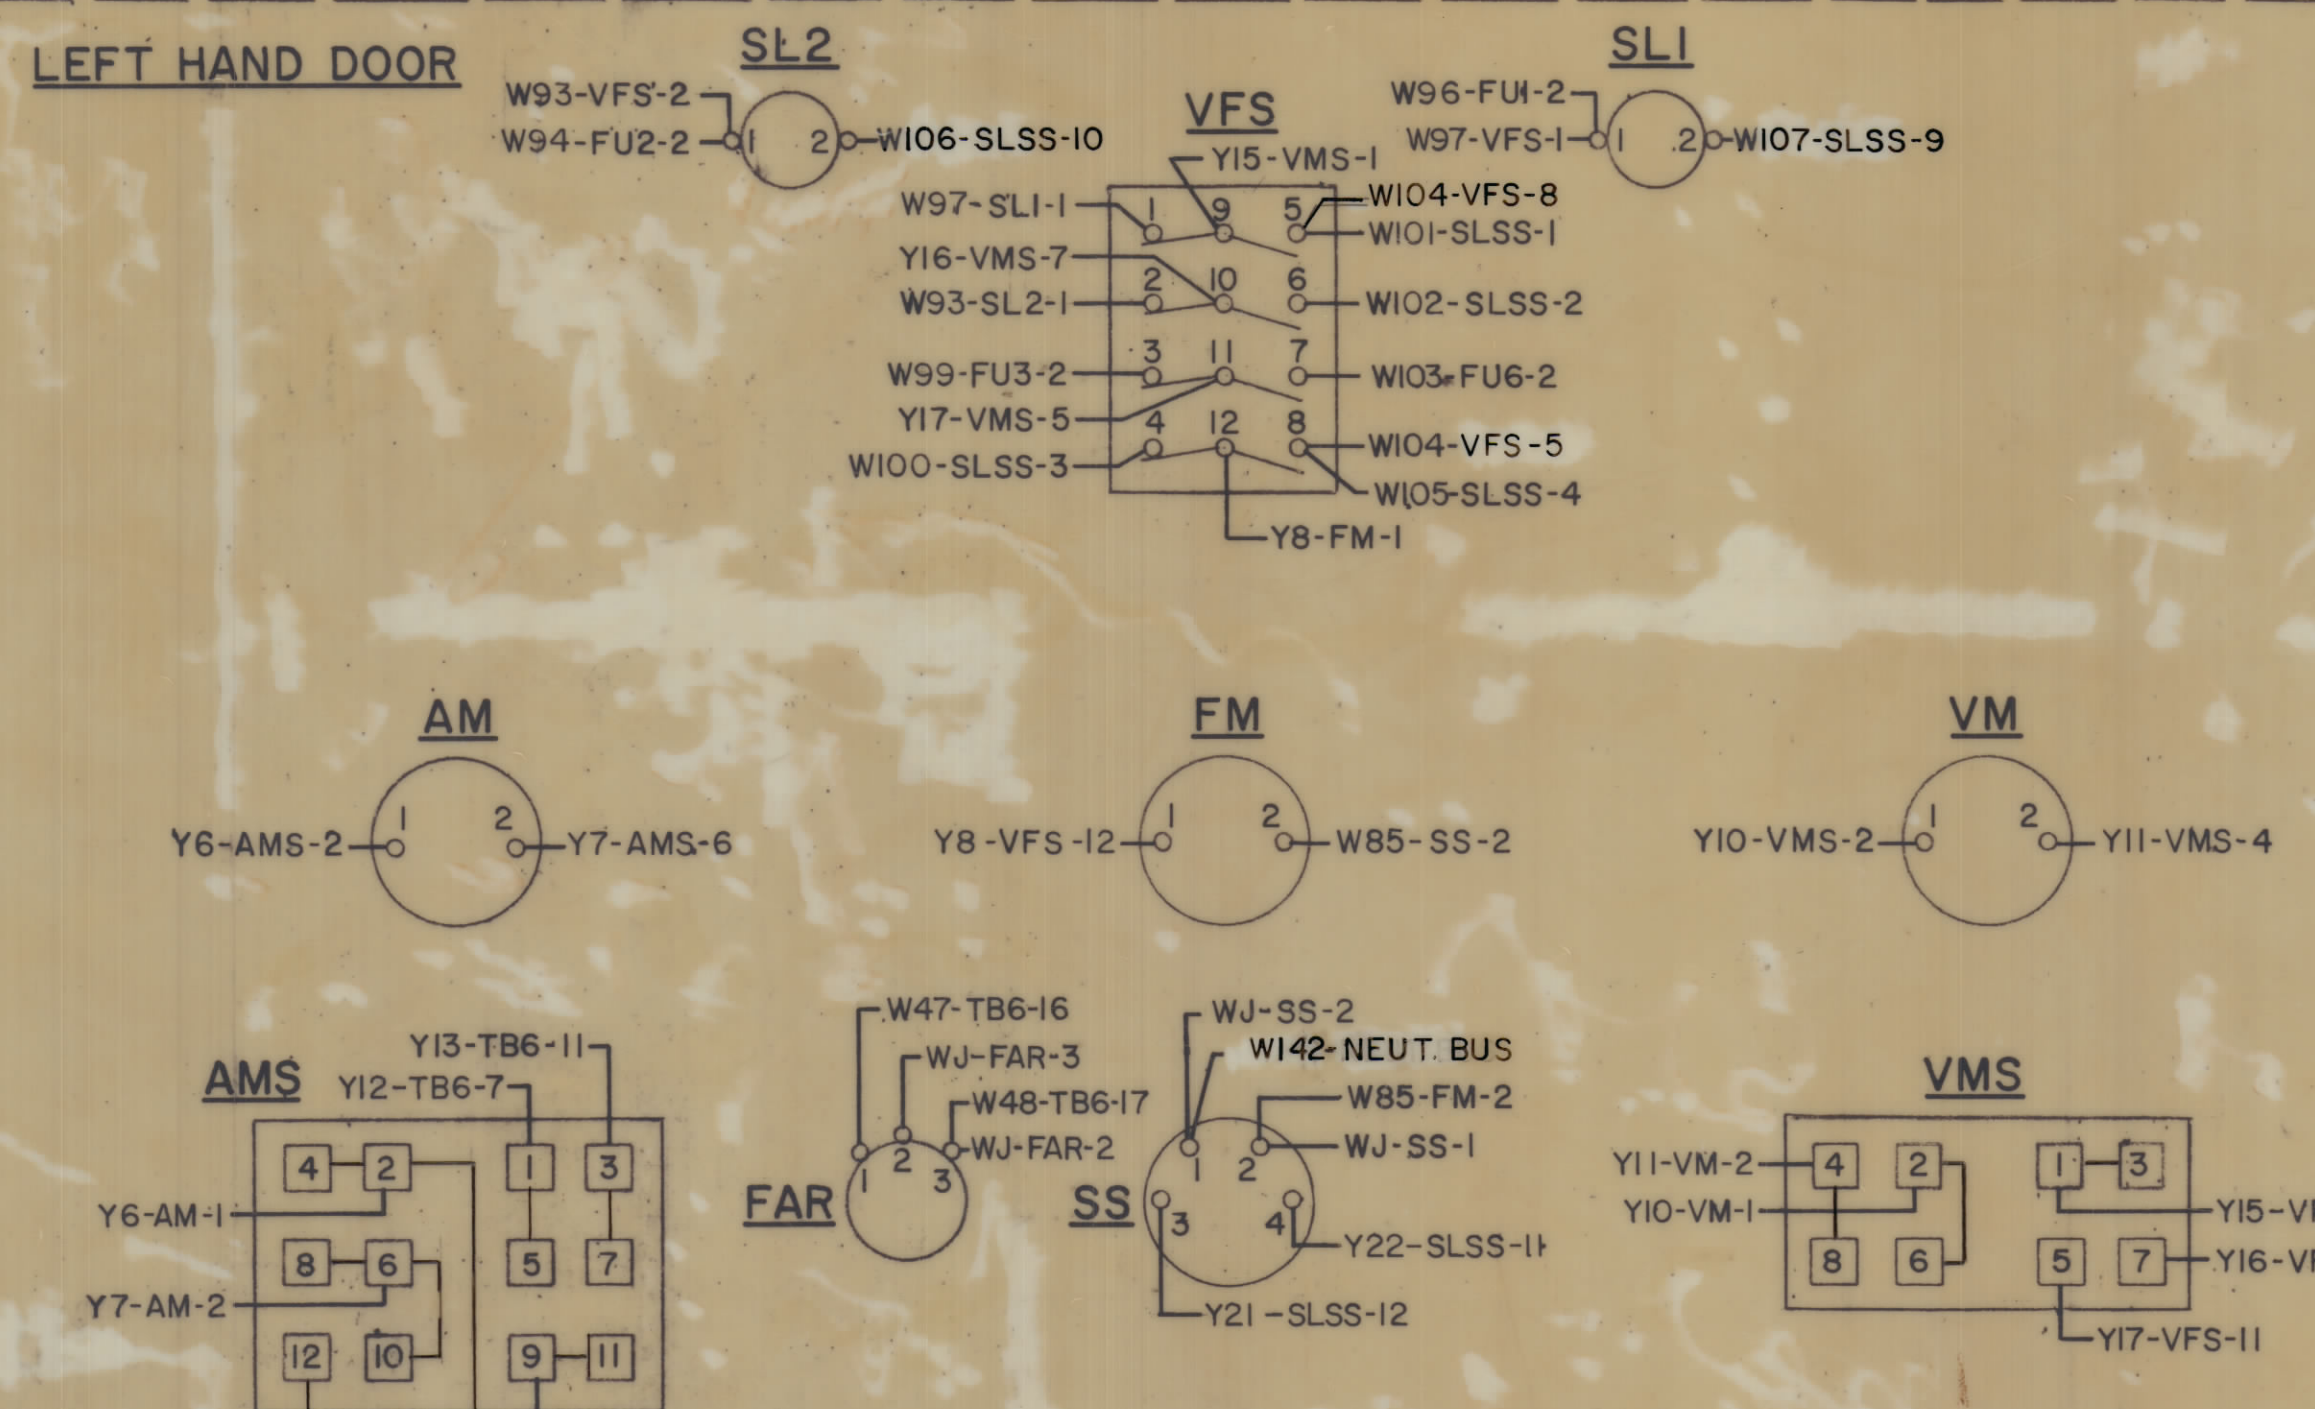 LEFT HAND DOOR
SL2
W93-VFS-2
W94-FU2-2
1 2
W106-SLSS-10
VFS
Y15-VMS-1
SL1
W96-FU1-2
W97-VFS-1
1 2
W107-SLSS-9
W97-SL1-1
1 9 5
W104-VFS-8
W101-SLSS-1
Y16-VMS-7
W93-SL2-1
2 10 6
W102-SLSS-2
W99-FU3-2
3 11 7
W103-FU6-2
Y17-VMS-5
4 12 8
W104-VFS-5
W100-SLSS-3
W105-SLSS-4
Y8-FM-1
AM
Y6-AMS-2
1 2
Y7-AMS-6
FM
Y8-VFS-12
1 2
W85-SS-2
VM
Y10-VMS-2
1 2
Y11-VMS-4
AMS
Y13-TB6-11
Y12-TB6-7
4 2 1 3
Y6-AM-1
8 6 5 7
Y7-AM-2
12 10 9 11
W47-TB6-16
WJ-FAR-3
W48-TB6-17
WJ-FAR-2
FAR
1 2 3
WJ-SS-2
W142-NEUT. BUS
W85-FM-2
WJ-SS-1
SS
1 2
3 4
Y22-SLSS-11
Y21-SLSS-12
VMS
Y11-VM-2
4 2 1 3
Y10-VM-1
Y15-V
8 6 5 7
Y16-V
Y17-VFS-11